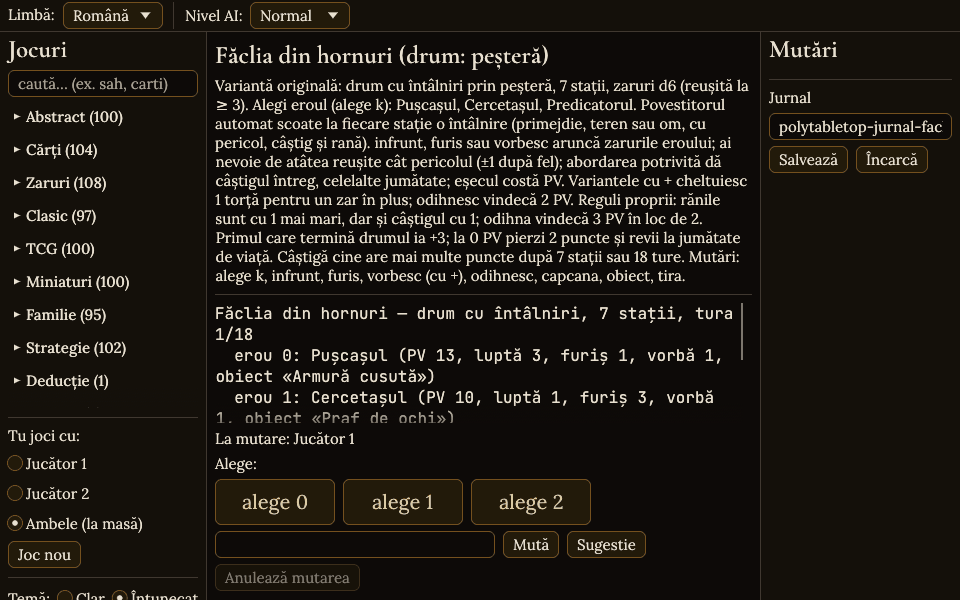 Limbă: Română Nivel AI: Normal
Jocuri
caută... (ex. sah, carti)
Abstract (100)
Cărți (104)
Zaruri (108)
Clasic (97)
TCG (100)
Miniaturi (100)
Familie (95)
Strategie (102)
Deducție (1)
Tu joci cu:
Jucător 1
Jucător 2
Ambele (la masă)
Joc nou
Temă: Clar Întunecat
Făclia din hornuri (drum: peșteră)
Variantă originală: drum cu întâlniri prin peșteră, 7 stații, zaruri d6 (reușită la
≥ 3). Alegi eroul (alege k): Pușcașul, Cercetașul, Predicatorul. Povestitorul
automat scoate la fiecare stație o întâlnire (primejdie, teren sau om, cu
pericol, câștig și rană). infrunt, furis sau vorbesc aruncă zarurile eroului; ai
nevoie de atâtea reușite cât pericolul (±1 după fel); abordarea potrivită dă
câștigul întreg, celelalte jumătate; eșecul costă PV. Variantele cu + cheltuiesc
1 torță pentru un zar în plus; odihnesc vindecă 2 PV. Reguli proprii: rănile
sunt cu 1 mai mari, dar și câștigul cu 1; odihna vindecă 3 PV în loc de 2.
Primul care termină drumul ia +3; la 0 PV pierzi 2 puncte și revii la jumătate
de viață. Câștigă cine are mai multe puncte după 7 stații sau 18 ture. Mutări:
alege k, infrunt, furis, vorbesc (cu +), odihnesc, capcana, obiect, tira.
Făclia din hornuri — drum cu întâlniri, 7 stații, tura
1/18
erou 0: Pușcașul (PV 13, luptă 3, furiș 1, vorbă 1,
obiect «Armură cusută»)
erou 1: Cercetașul (PV 10, luptă 1, furiș 3, vorbă
1, obiect «Praf de ochi»)
La mutare: Jucător 1
Alege:
alege 0 alege 1 alege 2
Mută Sugestie
Anulează mutarea
Mutări
Jurnal
polytabletop-jurnal-fac
Salvează Încarcă